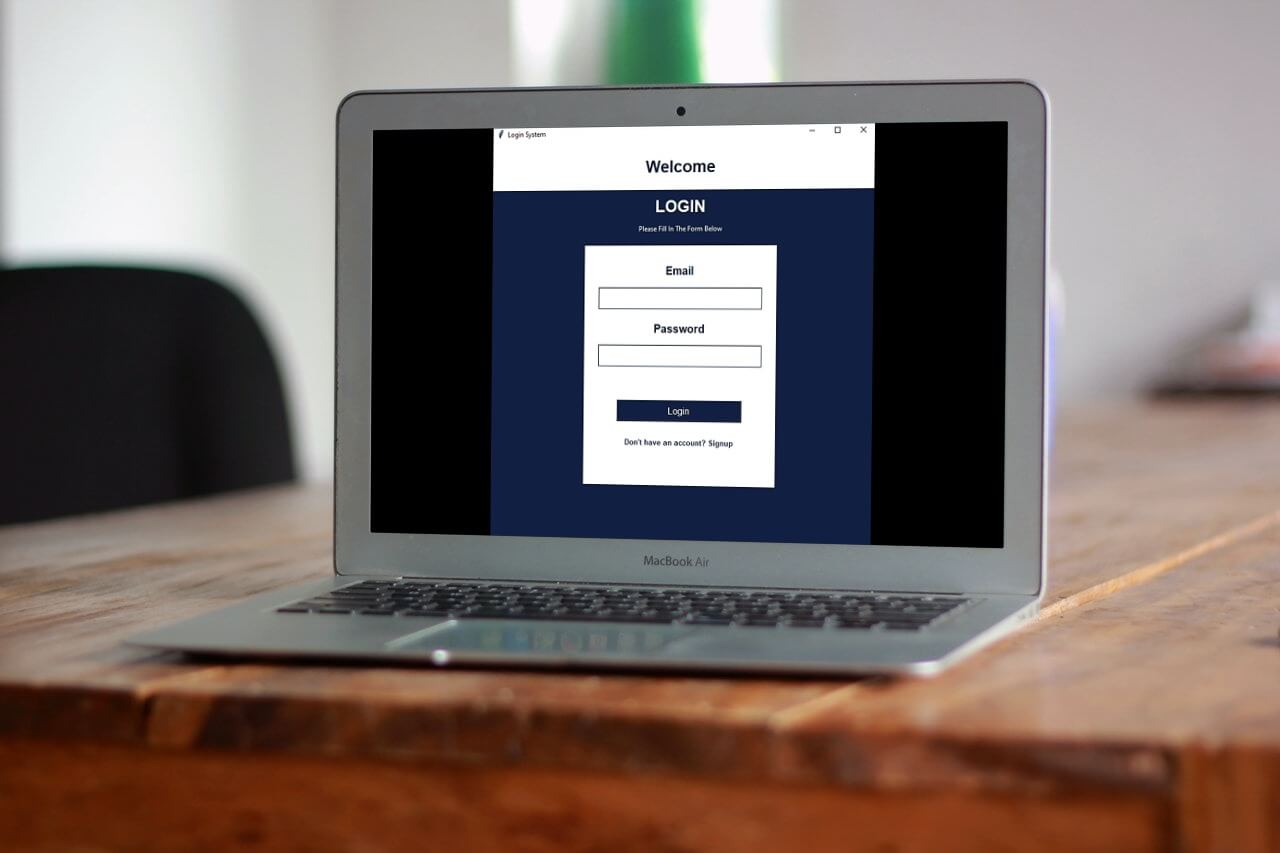 Login System
Welcome
LOGIN
Please Fill In The Form Below
Email
Password
Login
Don't have an account? Signup
MacBook Air